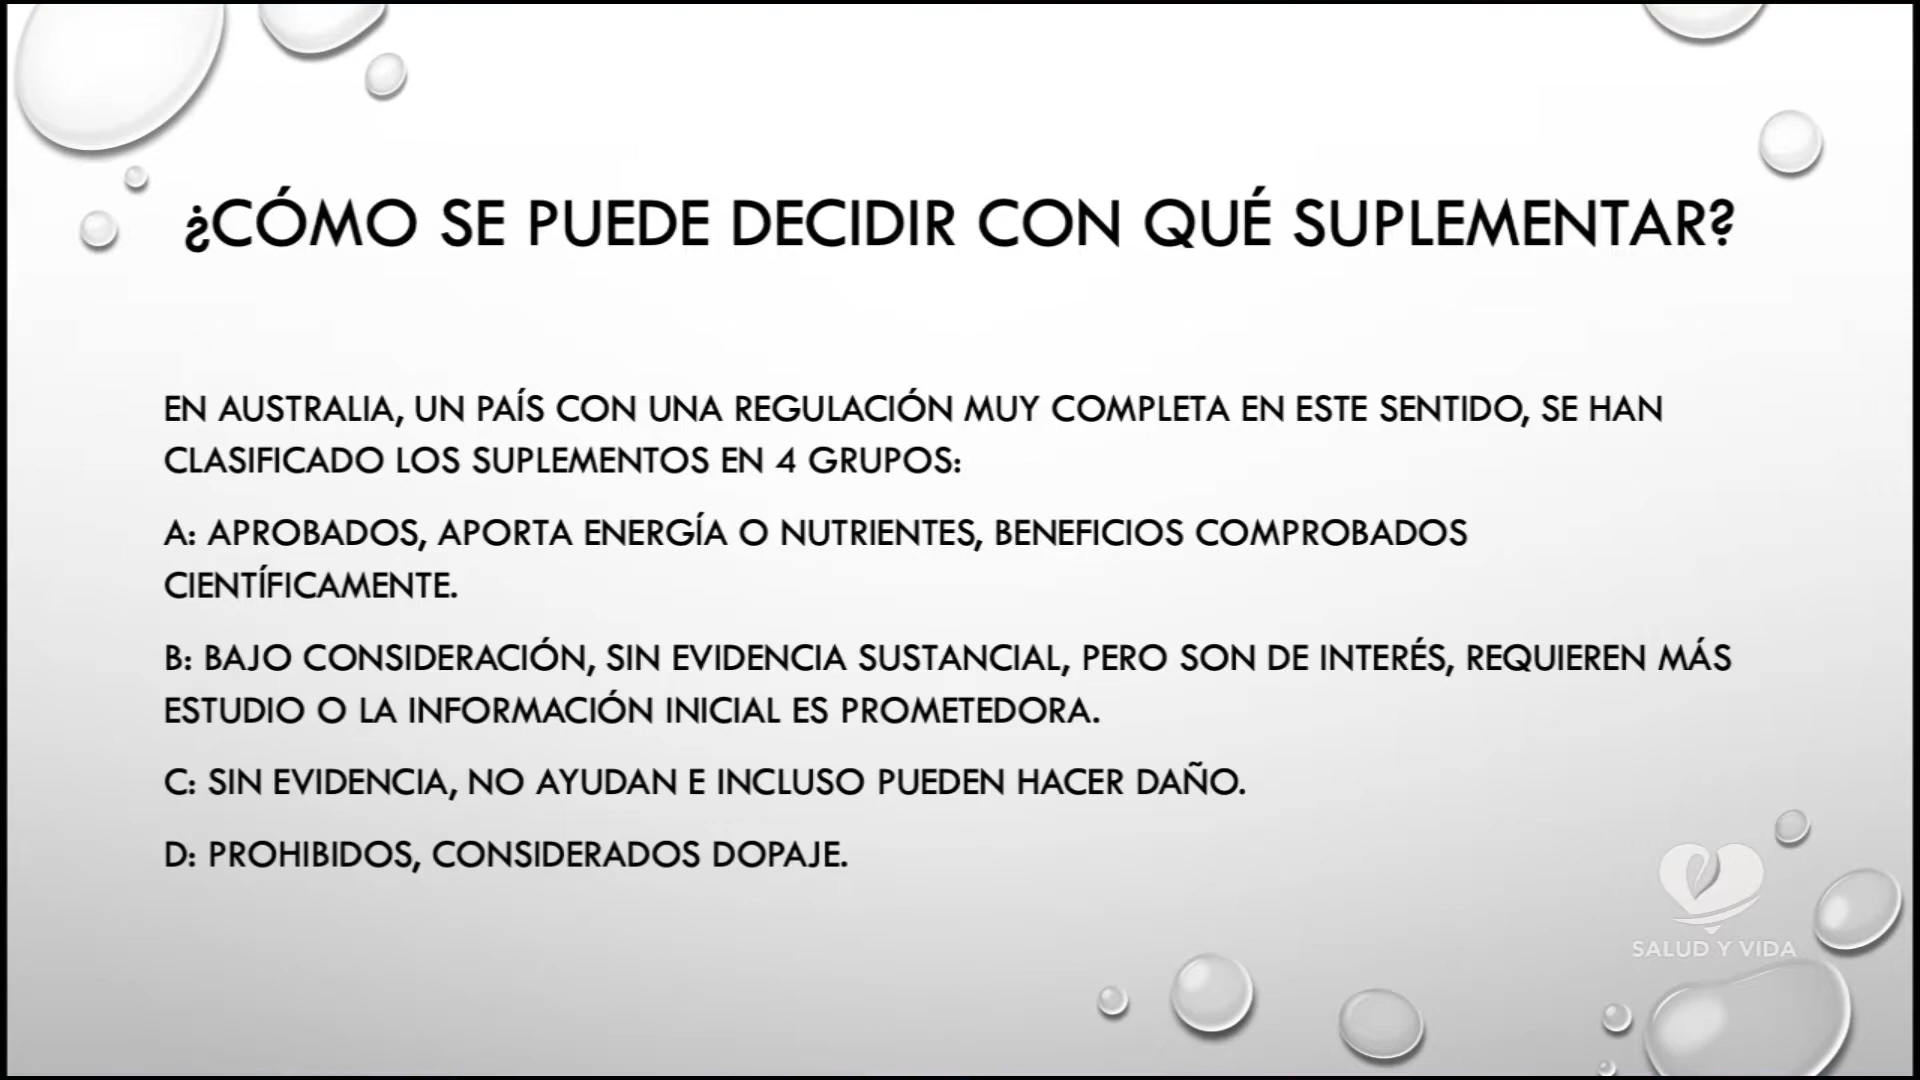 ¿CÓMO SE PUEDE DECIDIR CON QUÉ SUPLEMENTAR?
EN AUSTRALIA, UN PAÍS CON UNA REGULACIÓN MUY COMPLETA EN ESTE SENTIDO, SE HAN
CLASIFICADO LOS SUPLEMENTOS EN 4 GRUPOS:
A: APROBADOS, APORTA ENERGÍA O NUTRIENTES, BENEFICIOS COMPROBADOS
CIENTÍFICAMENTE.
B: BAJO CONSIDERACIÓN, SIN EVIDENCIA SUSTANCIAL, PERO SON DE INTERÉS, REQUIEREN MÁS
ESTUDIO O LA INFORMACIÓN INICIAL ES PROMETEDORA.
C: SIN EVIDENCIA, NO AYUDAN E INCLUSO PUEDEN HACER DAÑO.
D: PROHIBIDOS, CONSIDERADOS DOPAJE.
SALUD Y VIDA